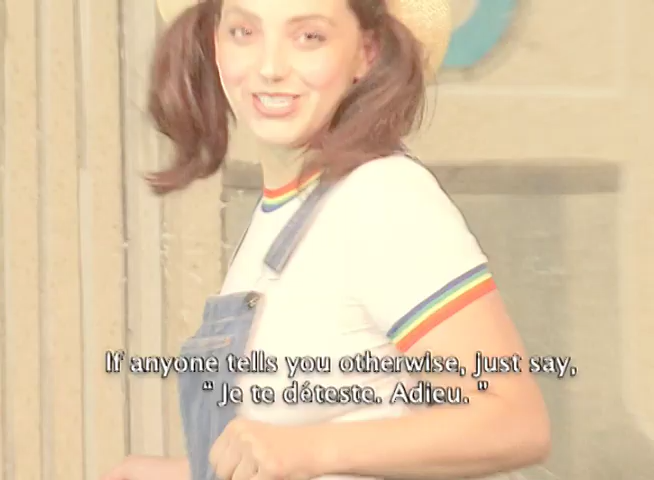 If anyone tells you otherwise, just say,
“ Je te déteste. Adieu. ”